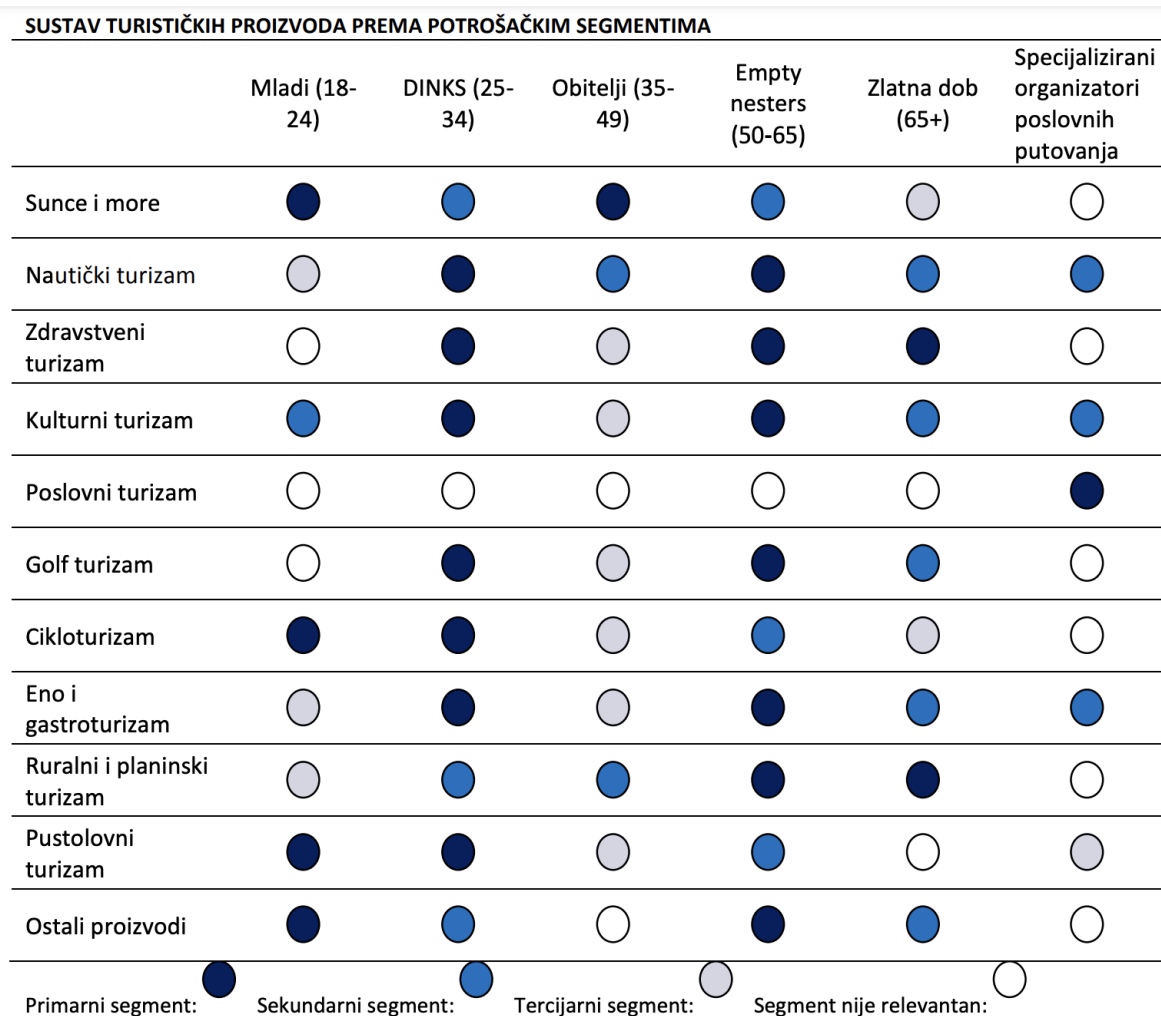 SUSTAV TURISTIČKIH PROIZVODA PREMA POTROŠAČKIM SEGMENTIMA
Mladi (18-
24)
DINKS (25-
34)
Obitelji (35-
49)
Empty
nesters
(50-65)
Zlatna dob
(65+)
Specijalizirani
organizatori
poslovnih
putovanja
Sunce i more
Nautički turizam
Zdravstveni
turizam
Kulturni turizam
Poslovni turizam
Golf turizam
Cikloturizam
Eno i
gastroturizam
Ruralni i planinski
turizam
Pustolovni
turizam
Ostali proizvodi
Primarni segment: Sekundarni segment: Tercijarni segment: Segment nije relevantan: